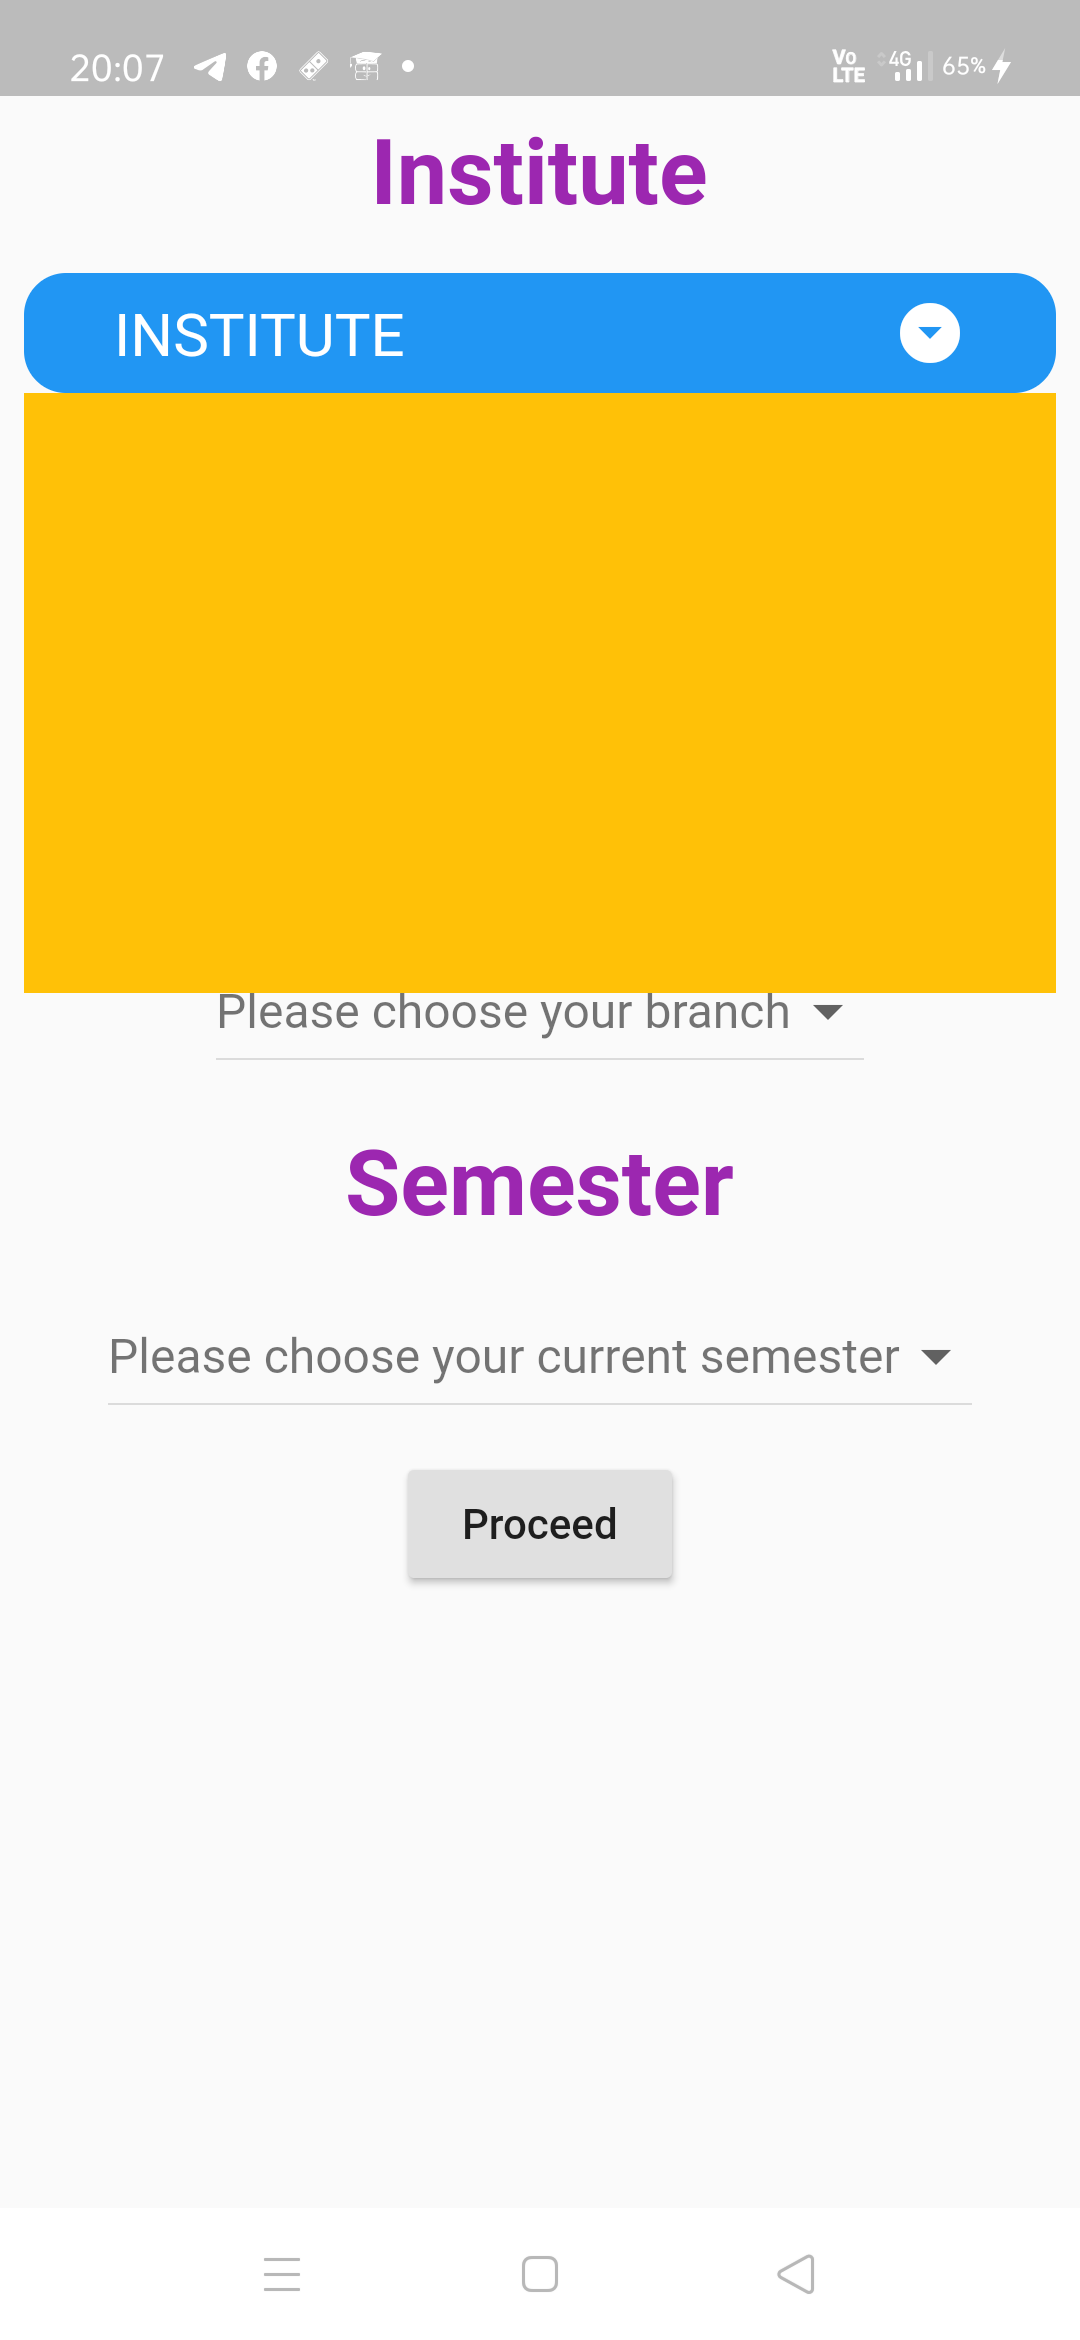 20:07 Vo LTE 4G 65%
Institute
INSTITUTE
Please choose your branch
Semester
Please choose your current semester
Proceed